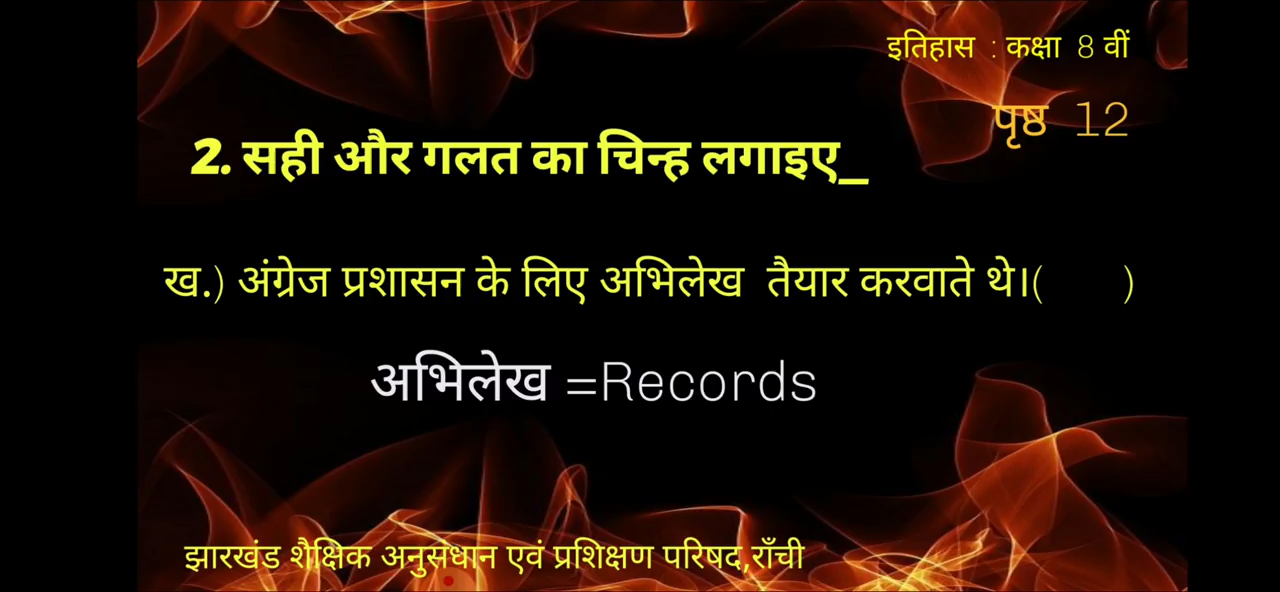 इतिहास : कक्षा 8 वीं
पृष्ठ 12
2. सही और गलत का चिन्ह लगाइए_
ख.) अंग्रेज प्रशासन के लिए अभिलेख तैयार करवाते थे।( )
अभिलेख =Records
झारखंड शैक्षिक अनुसंधान एवं प्रशिक्षण परिषद,राँची